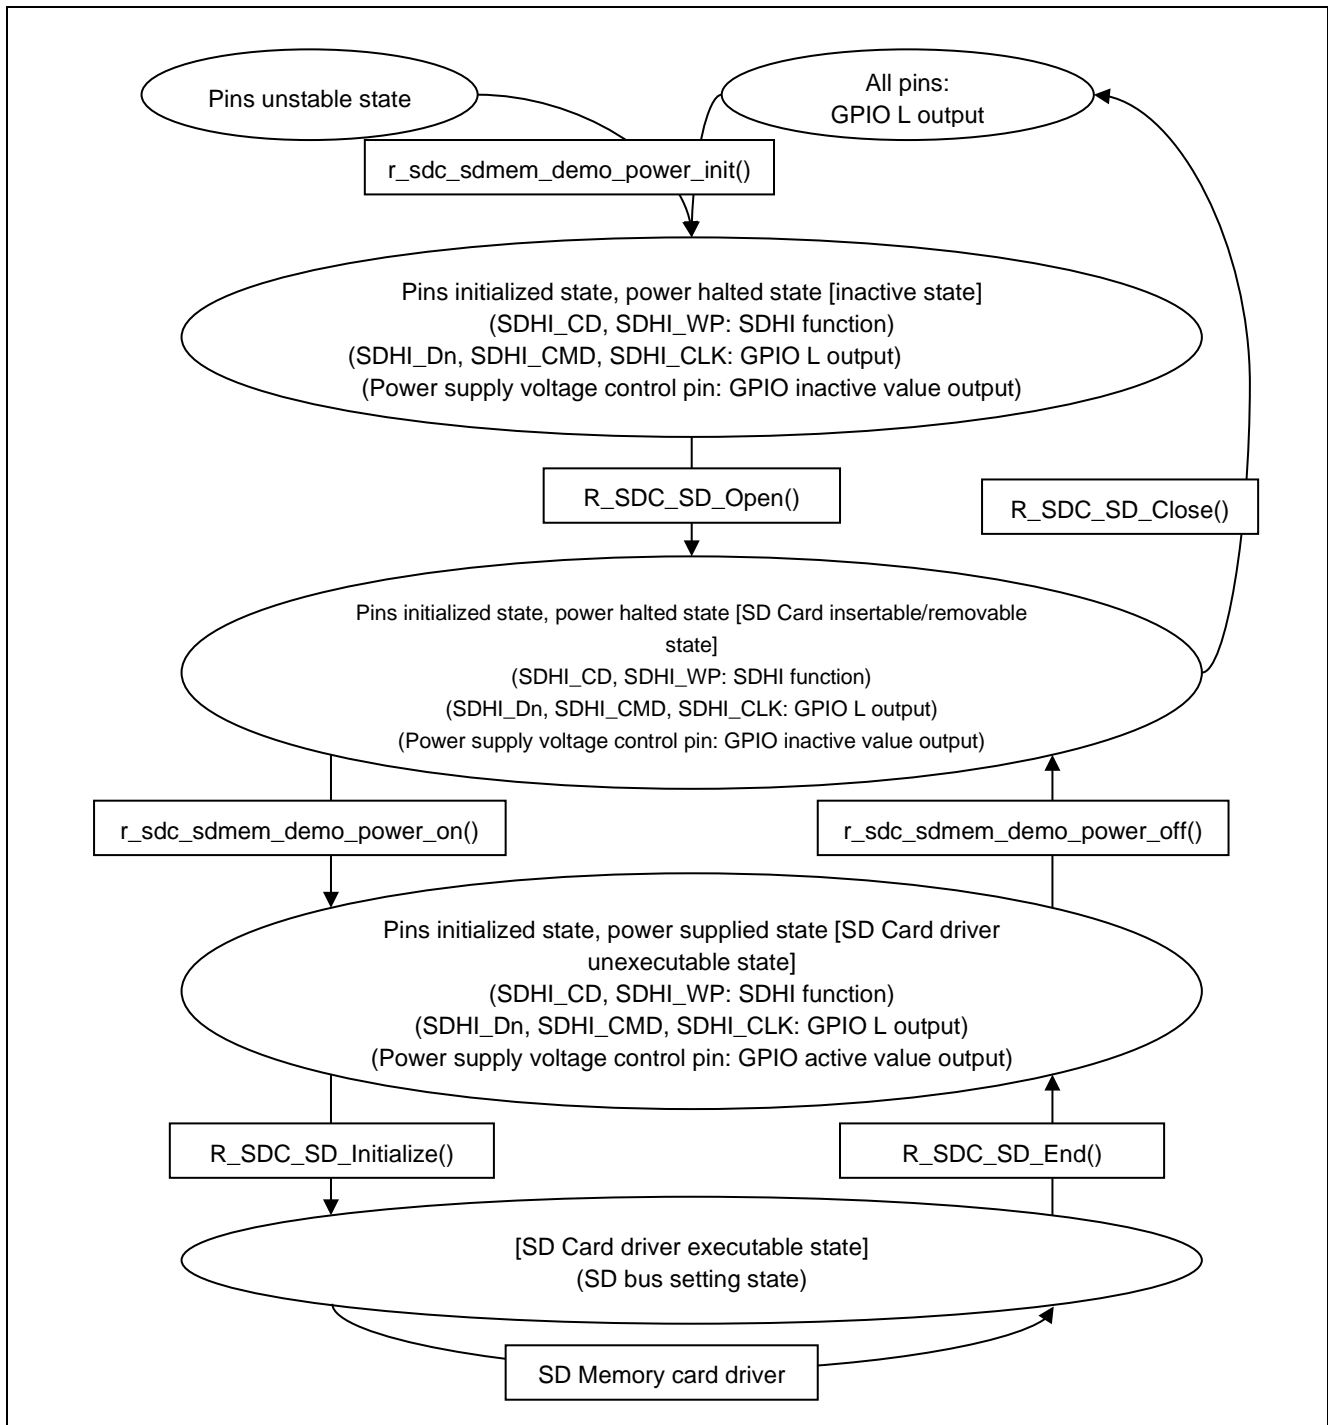 Pins unstable state
All pins:
GPIO L output
r_sdc_sdmem_demo_power_init()
Pins initialized state, power halted state [inactive state]
(SDHI_CD, SDHI_WP: SDHI function)
(SDHI_Dn, SDHI_CMD, SDHI_CLK: GPIO L output)
(Power supply voltage control pin: GPIO inactive value output)
R_SDC_SD_Open()
R_SDC_SD_Close()
Pins initialized state, power halted state [SD Card insertable/removable
state]
(SDHI_CD, SDHI_WP: SDHI function)
(SDHI_Dn, SDHI_CMD, SDHI_CLK: GPIO L output)
(Power supply voltage control pin: GPIO inactive value output)
r_sdc_sdmem_demo_power_on()
r_sdc_sdmem_demo_power_off()
Pins initialized state, power supplied state [SD Card driver
unexecutable state]
(SDHI_CD, SDHI_WP: SDHI function)
(SDHI_Dn, SDHI_CMD, SDHI_CLK: GPIO L output)
(Power supply voltage control pin: GPIO active value output)
R_SDC_SD_Initialize()
R_SDC_SD_End()
[SD Card driver executable state]
(SD bus setting state)
SD Memory card driver